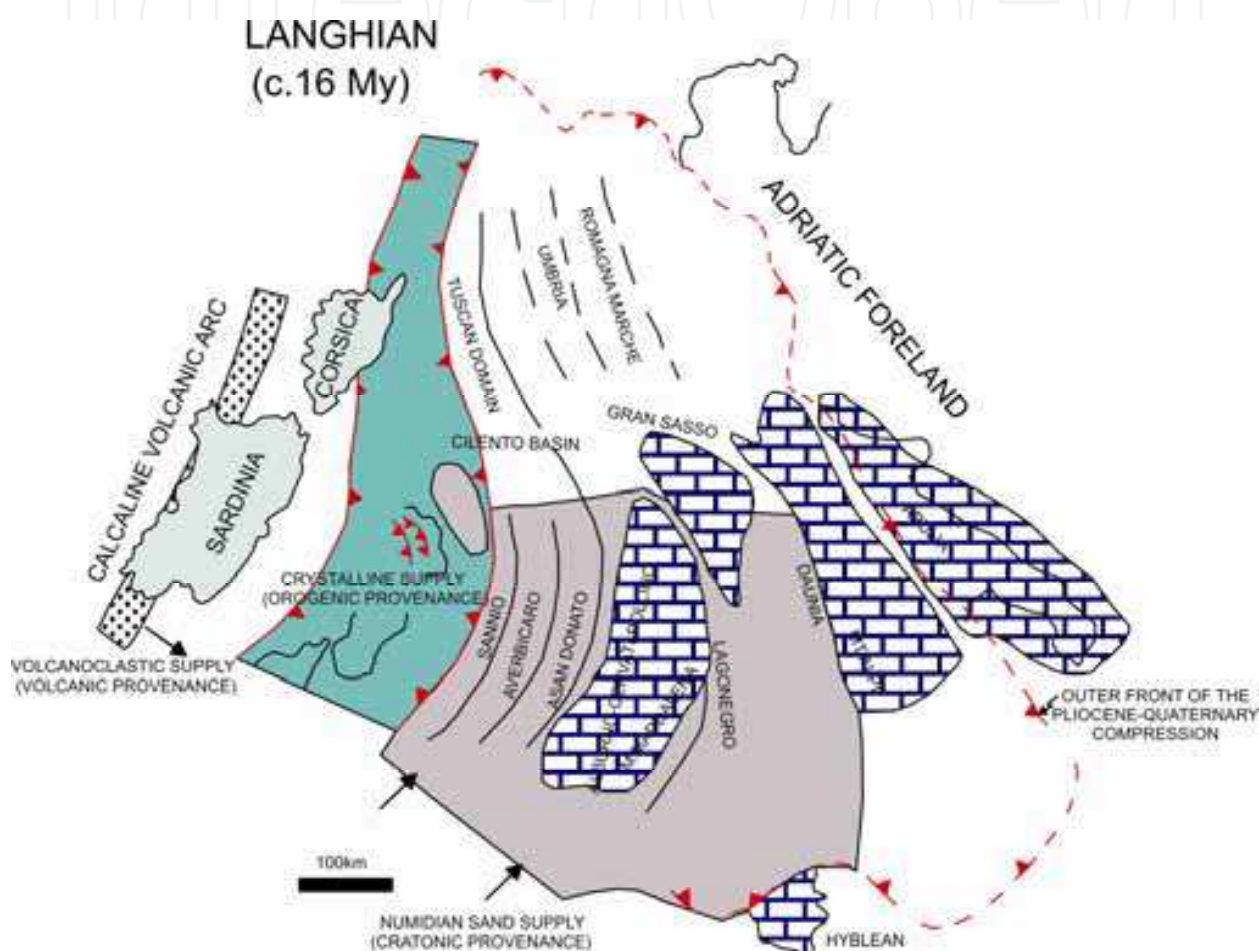 LANGHIAN
(c.16 My)
ADRIATIC FORELAND
ROMAGNA MARCHE
UMBRIA
TUSCAN DOMAIN
CORSICA
CALCALINE VOLCANIC ARC
SARDINIA
GRAN SASSO
CILENTO BASIN
CRYSTALLINE SUPPLY
(OROGENIC PROVENANCE)
SANNIO
AVERBICARO
ASAN DONATO
LAGONEGRO
DAUNIA
VOLCANOCLASTIC SUPPLY
(VOLCANIC PROVENANCE)
OUTER FRONT OF THE
PLIOCENE-QUATERNARY
COMPRESSION
100km
NUMIDIAN SAND SUPPLY
(CRATONIC PROVENANCE)
HYBLEAN